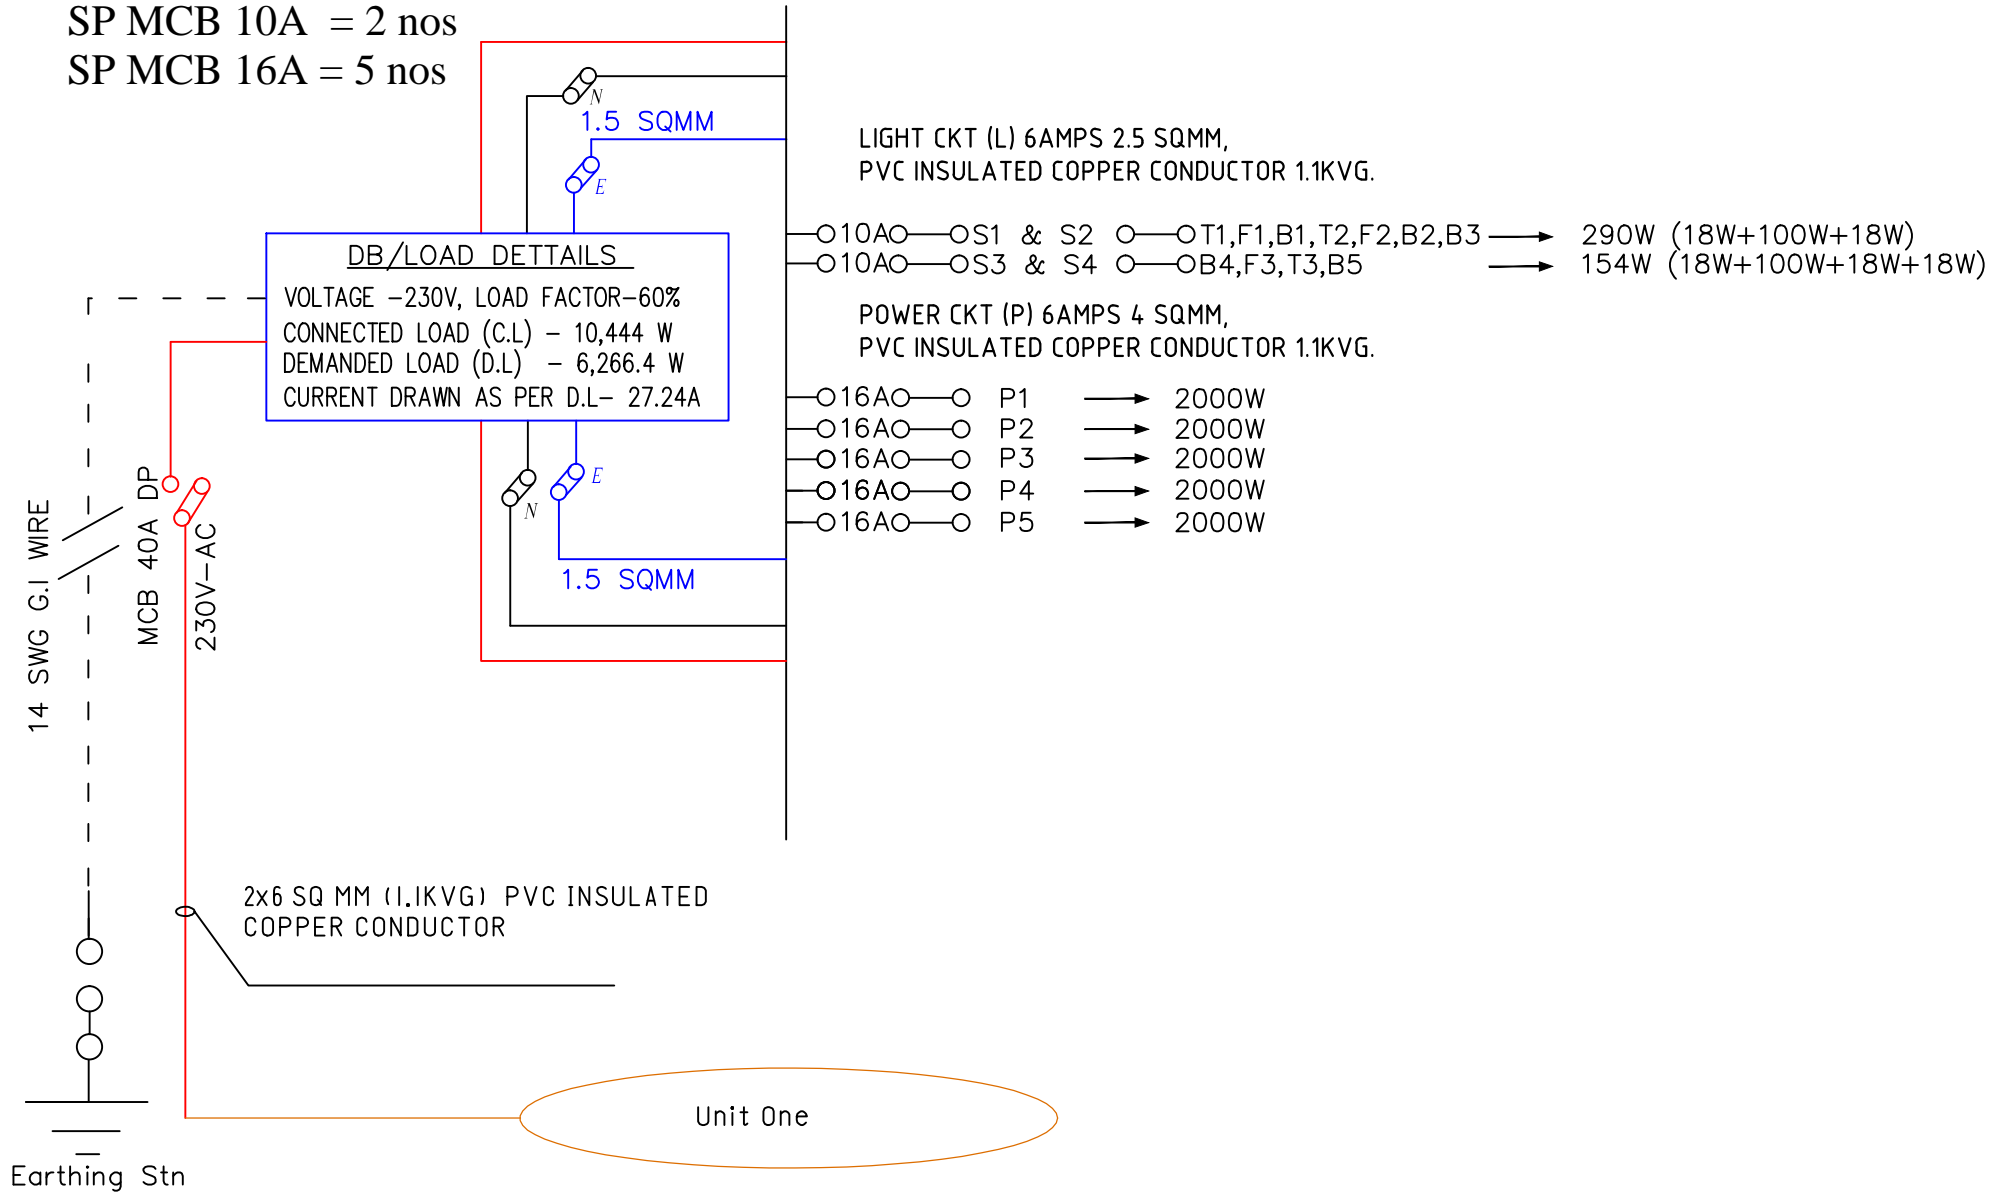 SP MCB 10A = 2 nos
SP MCB 16A = 5 nos
N
1.5 SQMM
E
LIGHT CKT (L) 6AMPS 2.5 SQMM,
PVC INSULATED COPPER CONDUCTOR 1.1KVG.
10A S1 & S2 T1,F1,B1,T2,F2,B2,B3 290W (18W+100W+18W)
10A S3 & S4 B4,F3,T3,B5 154W (18W+100W+18W+18W)
DB/LOAD DETTAILS
VOLTAGE -230V, LOAD FACTOR-60%
CONNECTED LOAD (C.L) - 10,444 W
DEMANDED LOAD (D.L) - 6,266.4 W
CURRENT DRAWN AS PER D.L- 27.24A
POWER CKT (P) 6AMPS 4 SQMM,
PVC INSULATED COPPER CONDUCTOR 1.1KVG.
16A P1 2000W
16A P2 2000W
16A P3 2000W
16A P4 2000W
16A P5 2000W
E
N
1.5 SQMM
14 SWG G.I WIRE
MCB 40A DP
230V-AC
2x6 SQ MM (1.1KVG) PVC INSULATED
COPPER CONDUCTOR
Unit One
Earthing Stn